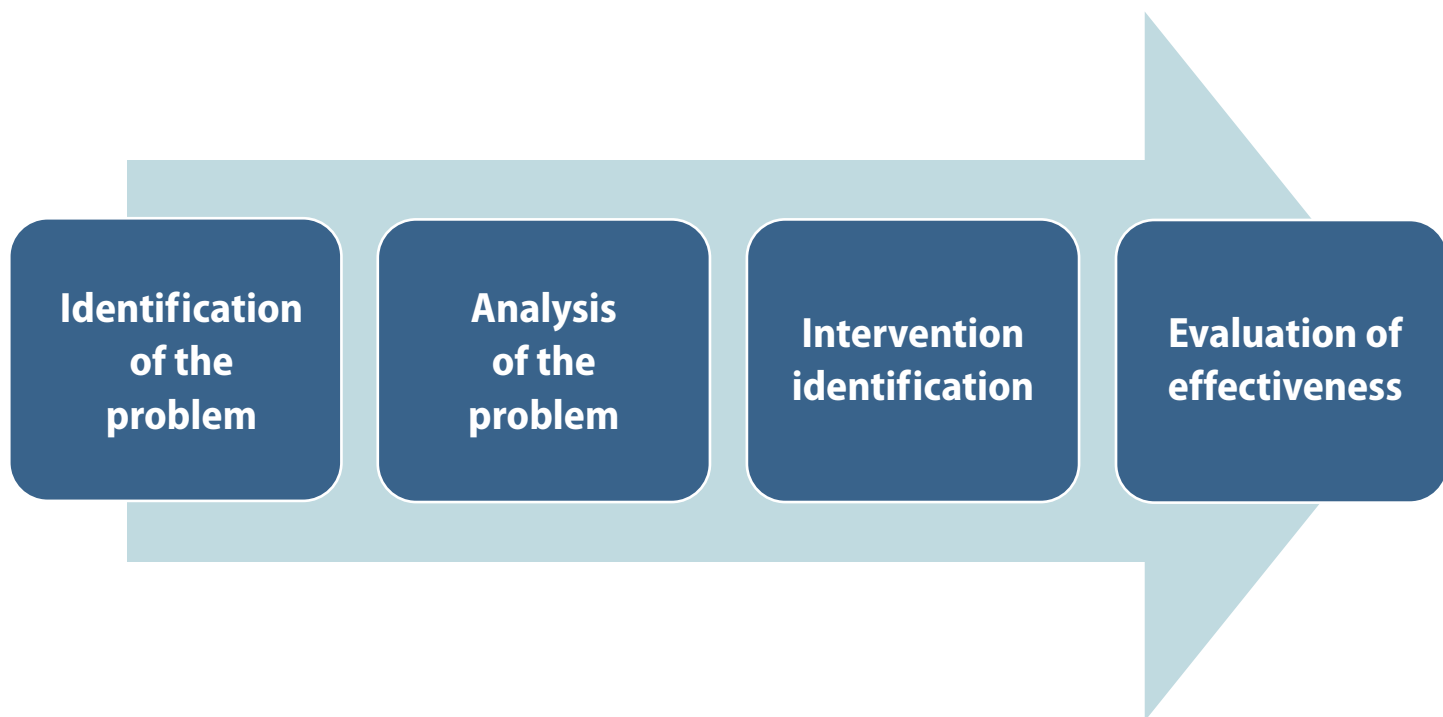 Identification
of the
problem
Analysis
of the
problem
Intervention
identification
Evaluation of
effectiveness